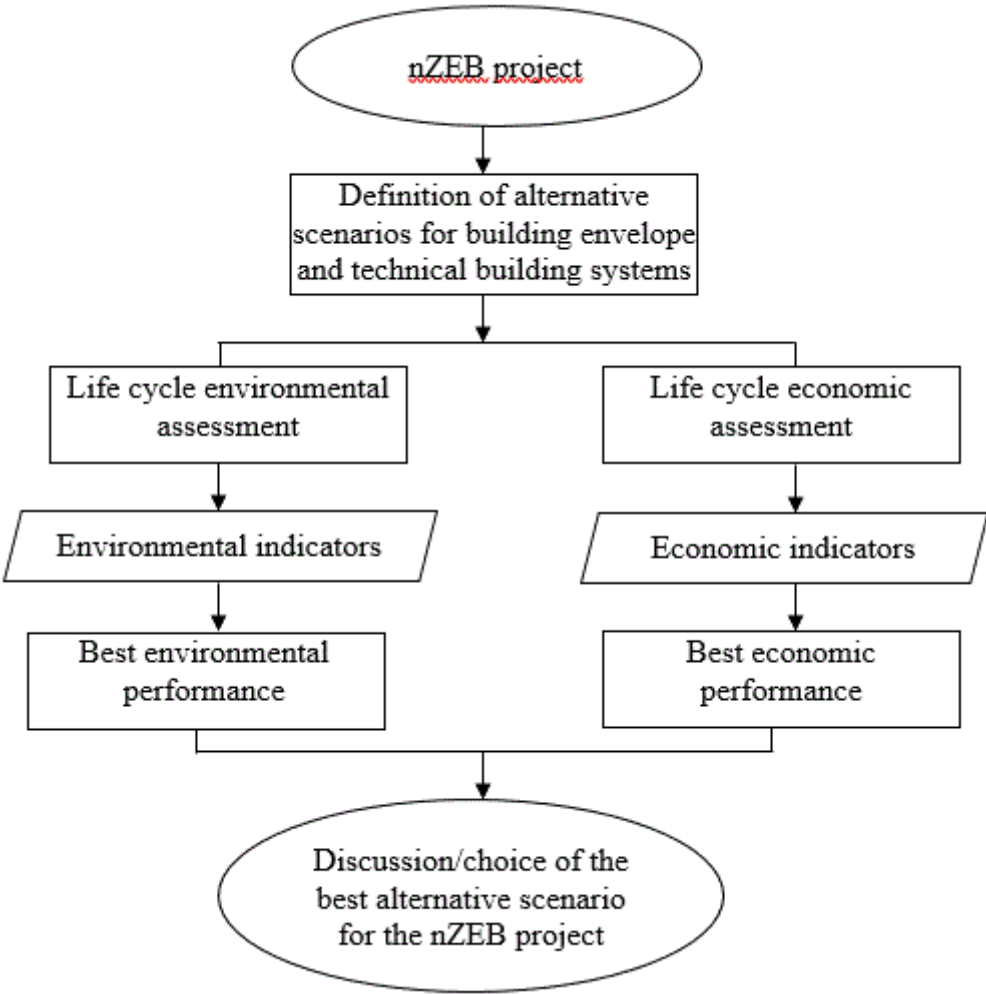 nZEB project
Definition of alternative
scenarios for building envelope
and technical building systems
Life cycle environmental
assessment
Life cycle economic
assessment
Environmental indicators
Economic indicators
Best environmental
performance
Best economic
performance
Discussion/choice of the
best alternative scenario
for the nZEB project